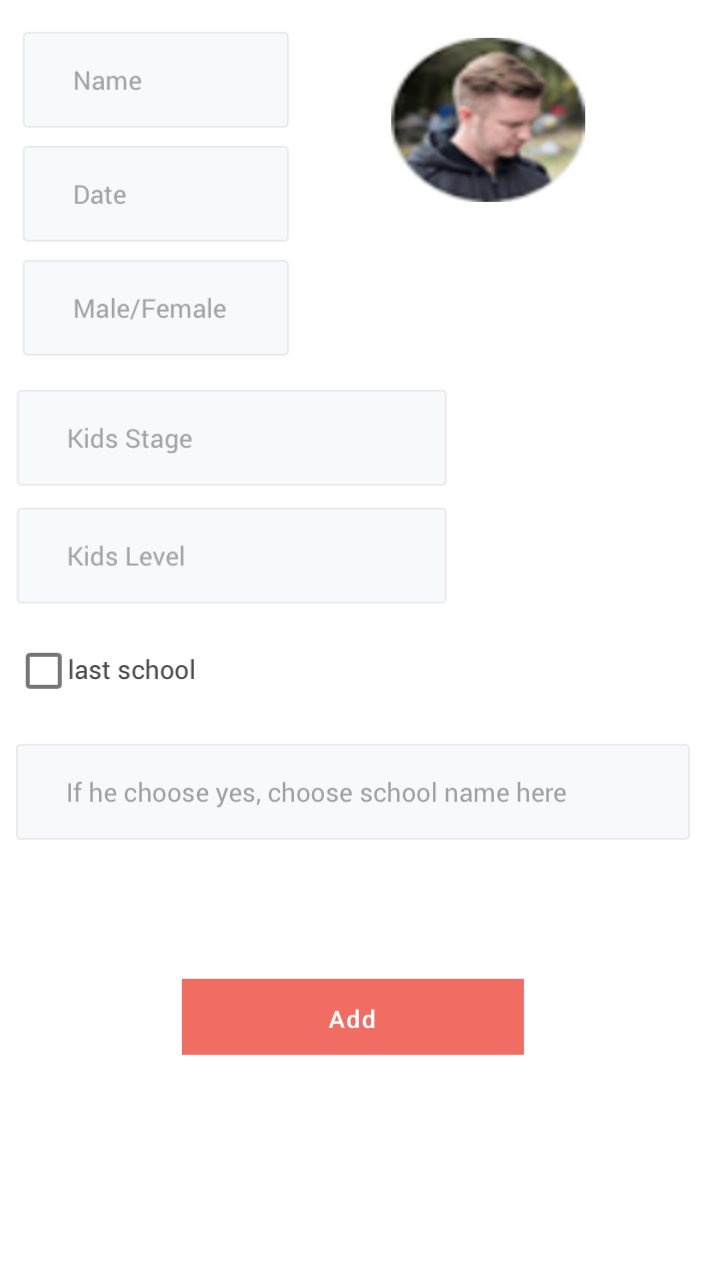 Name
Date
Male/Female
Kids Stage
Kids Level
last school
If he choose yes, choose school name here
Add